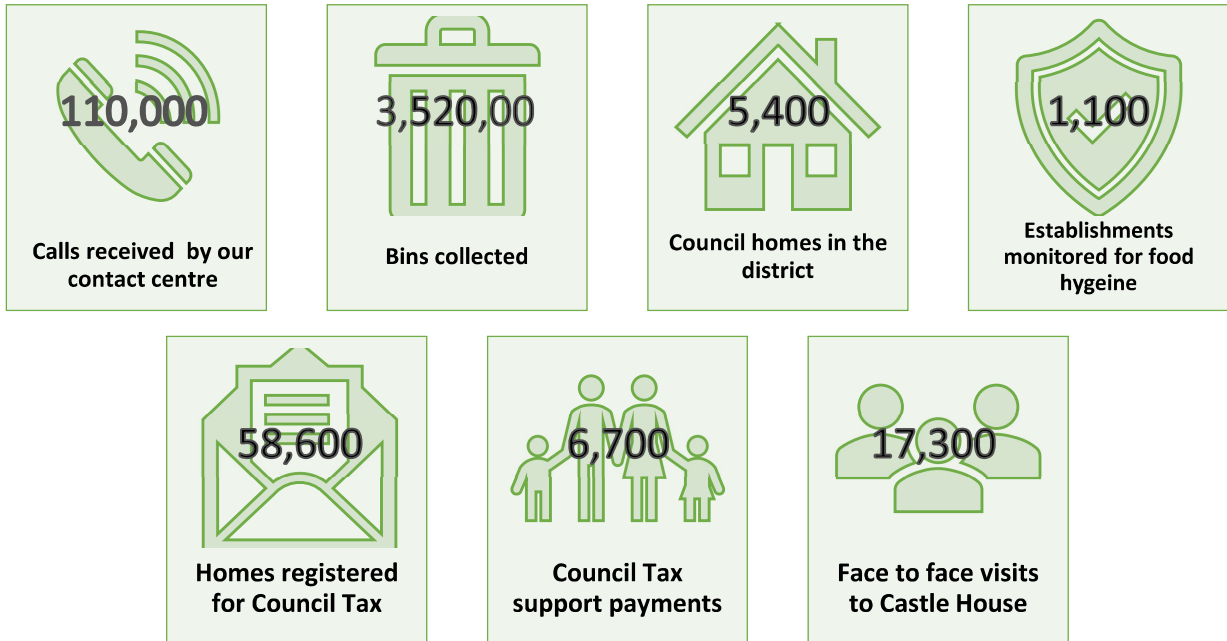 110,000
Calls received by our
contact centre
3,520,00
Bins collected
5,400
Council homes in the
district
1,100
Establishments
monitored for food
hygeine
58,600
Homes registered
for Council Tax
6,700
Council Tax
support payments
17,300
Face to face visits
to Castle House